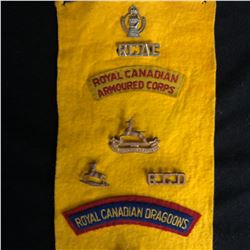 RCAC
ROYAL CANADIAN
ARMOURED CORPS
RCD
ROYAL CANADIAN DRAGOONS